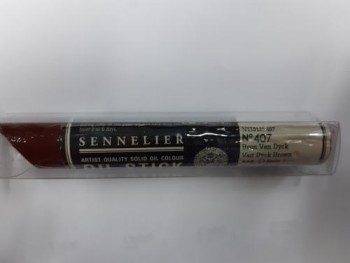 SENNELIER
ARTIST QUALITY SOLID OIL COLOUR
OIL STICK
N°407
Brun Van Dyck
Van Dyck Brown